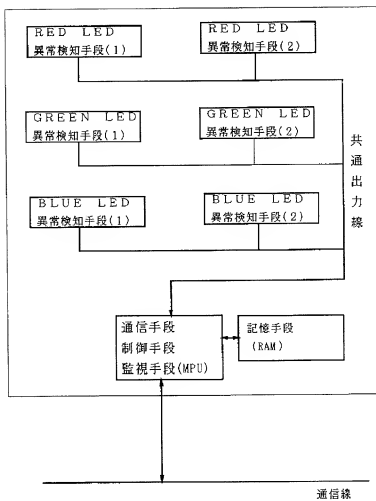 RED LED
異常検知手段(1)
RED LED
異常検知手段(2)
GREEN LED
異常検知手段(1)
GREEN LED
異常検知手段(2)
BLUE LED
異常検知手段(1)
BLUE LED
異常検知手段(2)
共通出力線
通信手段
制御手段
監視手段(MPU)
記憶手段
(RAM)
通信線